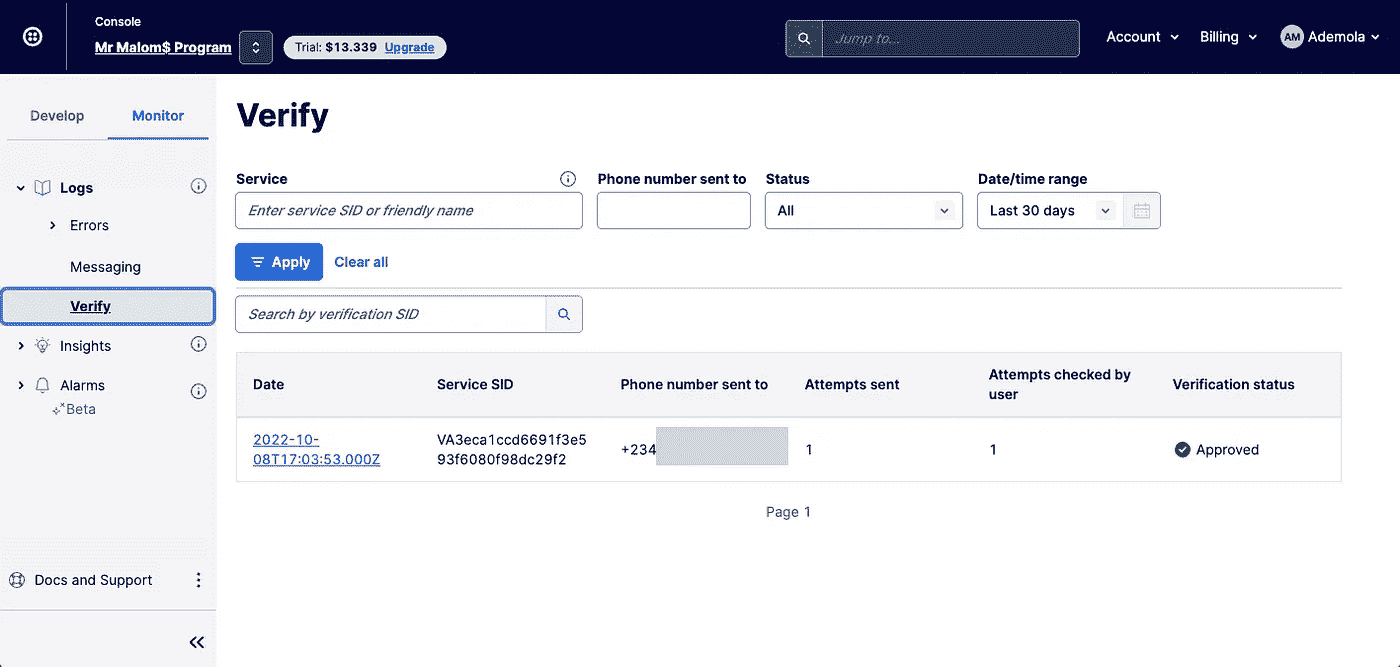 Console
Mr Malom$ Program
Trial: $13.339 Upgrade
Jump to...
Account
Billing
AM Ademola
Develop
Monitor
Logs
Errors
Messaging
Verify
Insights
Alarms
Beta
Docs and Support
Verify
Service
Phone number sent to
Status
Date/time range
Enter service SID or friendly name
All
Last 30 days
Apply
Clear all
Search by verification SID
Date
Service SID
Phone number sent to
Attempts sent
Attempts checked by
user
Verification status
2022-10-
08T17:03:53.000Z
VA3eca1ccd6691f3e5
93f6080f98dc29f2
+234
1
1
Approved
Page 1